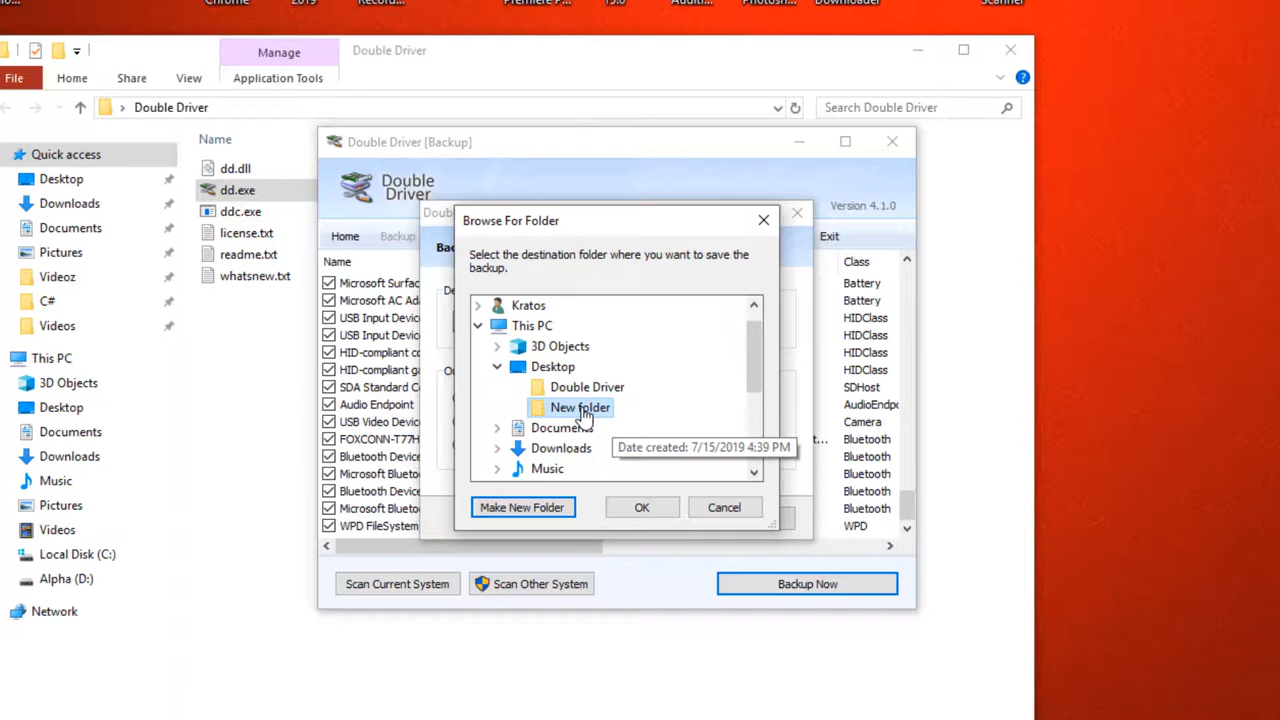 Chrome
2019
Record...
Premiere P...
15.0
Auditi...
Photosh...
Downloader
Scanner
Manage
Double Driver
File
Home
Share
View
Application Tools
Double Driver
Search Double Driver
Name
Quick access
Desktop
Downloads
Documents
Pictures
Videoz
C#
Videos
This PC
3D Objects
Desktop
Documents
Downloads
Music
Pictures
Videos
Local Disk (C:)
Alpha (D:)
Network
dd.dll
dd.exe
ddc.exe
license.txt
readme.txt
whatsnew.txt
Double Driver [Backup]
Double
Driver
Version 4.1.0
Home
Backup
Exit
Name
Class
Microsoft Surfac
Battery
Microsoft AC Ada
Battery
USB Input Device
HIDClass
USB Input Device
HIDClass
HID-compliant co
HIDClass
HID-compliant ga
HIDClass
SDA Standard C
SDHost
Audio Endpoint
AudioEndp
USB Video Device
Camera
FOXCONN-T77H
Bluetooth
Bluetooth Device
Bluetooth
Microsoft Bluetoo
Bluetooth
Bluetooth Device
Bluetooth
Microsoft Bluetoo
Bluetooth
WPD FileSystem
WPD
Browse For Folder
Select the destination folder where you want to save the
backup.
Kratos
This PC
3D Objects
Desktop
Double Driver
New folder
Documents
Downloads
Music
Date created: 7/15/2019 4:39 PM
Make New Folder
OK
Cancel
Scan Current System
Scan Other System
Backup Now